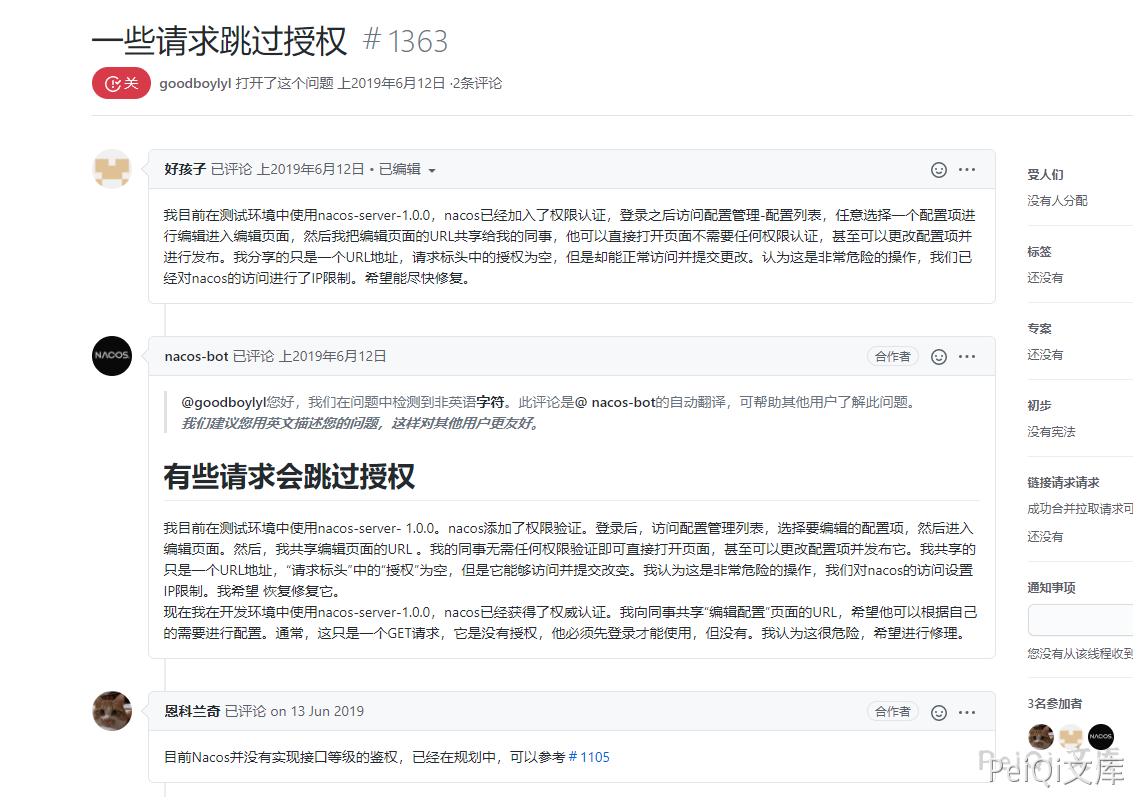 一些请求跳过授权 #1363
关 goodboylyl 打开了这个问题 上2019年6月12日 ·2条评论
好孩子 已评论 上2019年6月12日 • 已编辑
我目前在测试环境中使用nacos-server-1.0.0，nacos已经加入了权限认证，登录之后访问配置管理-配置列表，任意选择一个配置项进
行编辑进入编辑页面，然后我把编辑页面的URL共享给我的同事，他可以直接打开页面不需要任何权限认证，甚至可以更改配置项并
进行发布。我分享的只是一个URL地址，请求标头中的授权为空，但是却能正常访问并提交更改。认为这是非常危险的操作，我们已
经对nacos的访问进行了IP限制。希望能尽快修复。
NACOS.
nacos-bot 已评论 上2019年6月12日
合作者
@goodboylyl您好，我们在问题中检测到非英语字符。此评论是@ nacos-bot的自动翻译，可帮助其他用户了解此问题。
我们建议您用英文描述您的问题，这样对其他用户更友好。
有些请求会跳过授权
我目前在测试环境中使用nacos-server- 1.0.0。nacos添加了权限验证。登录后，访问配置管理列表，选择要编辑的配置项，然后进入
编辑页面。然后，我共享编辑页面的URL 。我的同事无需任何权限验证即可直接打开页面，甚至可以更改配置项并发布它。我共享的
只是一个URL地址，“请求标头”中的“授权”为空，但是它能够访问并提交改变。我认为这是非常危险的操作，我们对nacos的访问设置
IP限制。我希望 恢复修复它。
现在我在开发环境中使用nacos-server-1.0.0，nacos已经获得了权威认证。我向同事共享“编辑配置”页面的URL，希望他可以根据自己
的需要进行配置。通常，这只是一个GET请求，它是没有授权，他必须先登录才能使用，但没有。我认为这很危险，希望进行修理。
恩科兰奇 已评论 on 13 Jun 2019
合作者
目前Nacos并没有实现接口等级的鉴权，已经在规划中，可以参考＃1105
受人们
没有人分配
标签
还没有
专案
还没有
初步
没有宪法
链接请求请求
成功合并拉取请求可
还没有
通知事项
您没有从该线程收到
3名参加者
NACOS
PeiQi文库
PeiQi文库